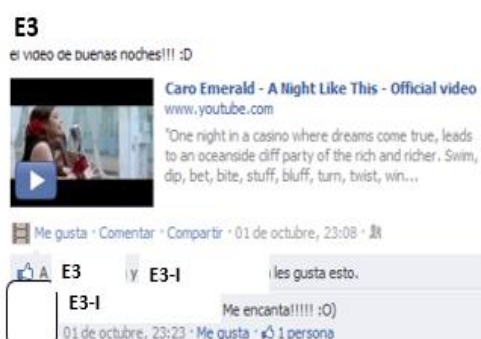 E3
el video de buenas noches!!! :D
Caro Emerald - A Night Like This - Official video
www.youtube.com
"One night in a casino where dreams come true, leads
to an oceanside cliff party of the rich and richer. Swim,
dip, bet, bite, stuff, bluff, turn, twist, win...
Me gusta · Comentar · Compartir · 01 de octubre, 23:08 ·
A E3 y E3-I les gusta esto.
E3-I Me encanta!!!!! :O)
01 de octubre, 23:23 · Me gusta · 1 persona